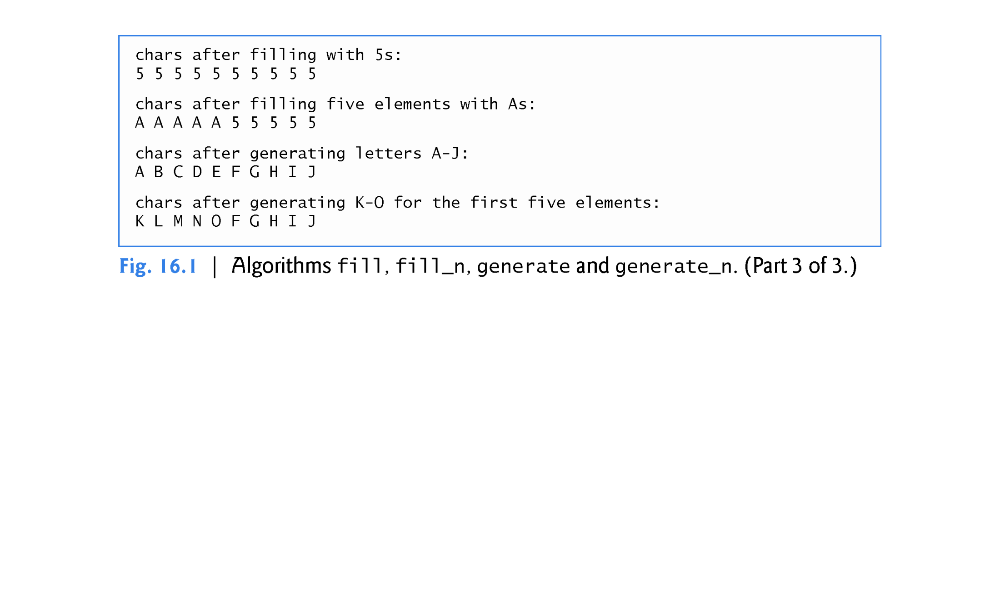 chars after filling with 5s:
5 5 5 5 5 5 5 5 5 5
chars after filling five elements with As:
A A A A A 5 5 5 5 5
chars after generating letters A-J:
A B C D E F G H I J
chars after generating K-O for the first five elements:
K L M N O F G H I J
Fig. 16.1 | Algorithms fill, fill_n, generate and generate_n. (Part 3 of 3.)